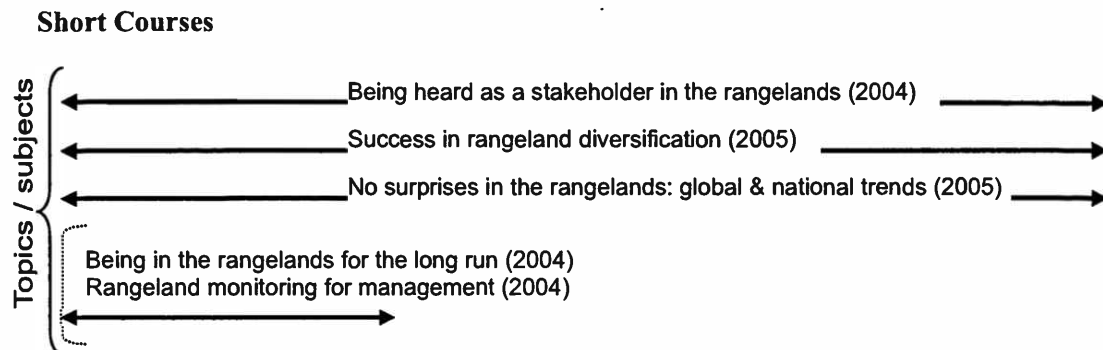 Short Courses
Topics / subjects
Being heard as a stakeholder in the rangelands (2004)
Success in rangeland diversification (2005)
No surprises in the rangelands: global & national trends (2005)
Being in the rangelands for the long run (2004)
Rangeland monitoring for management (2004)